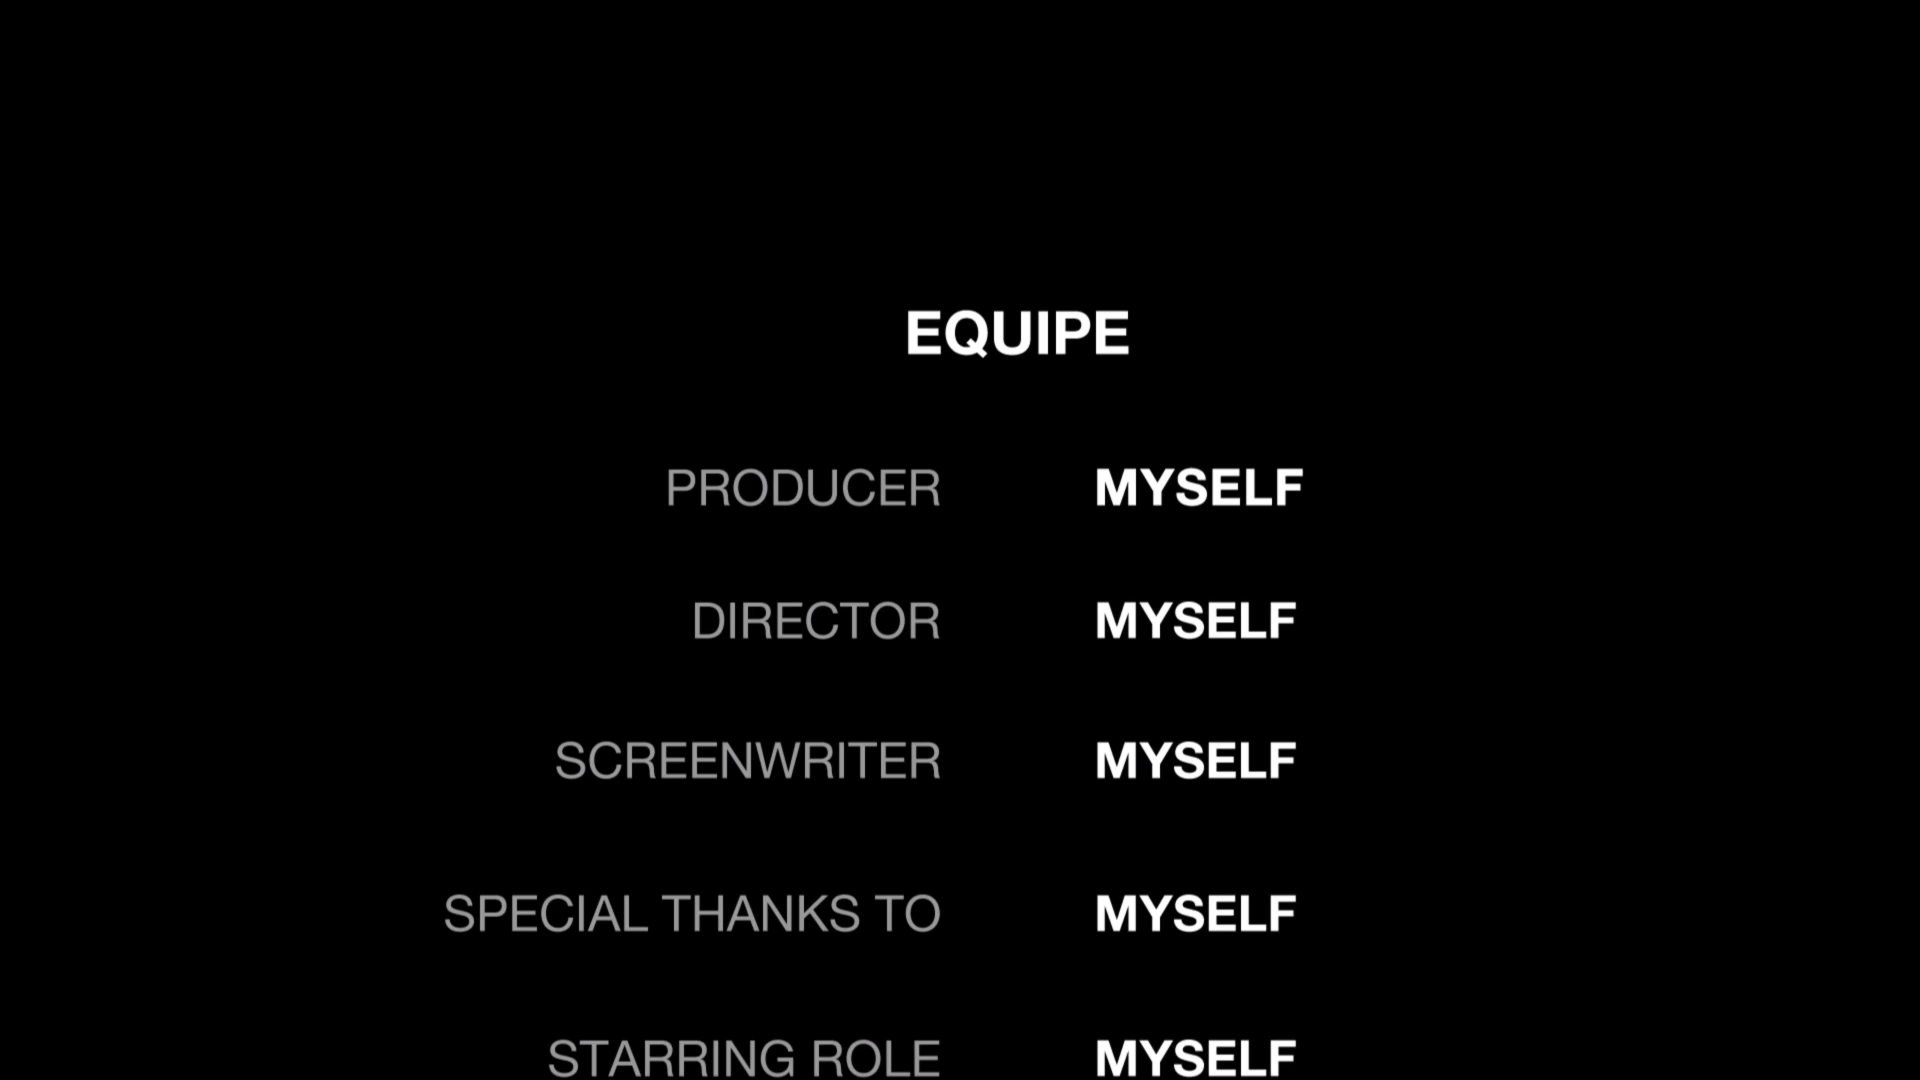 EQUIPE
PRODUCER MYSELF
DIRECTOR MYSELF
SCREENWRITER MYSELF
SPECIAL THANKS TO MYSELF
STARRING ROLE MYSELF